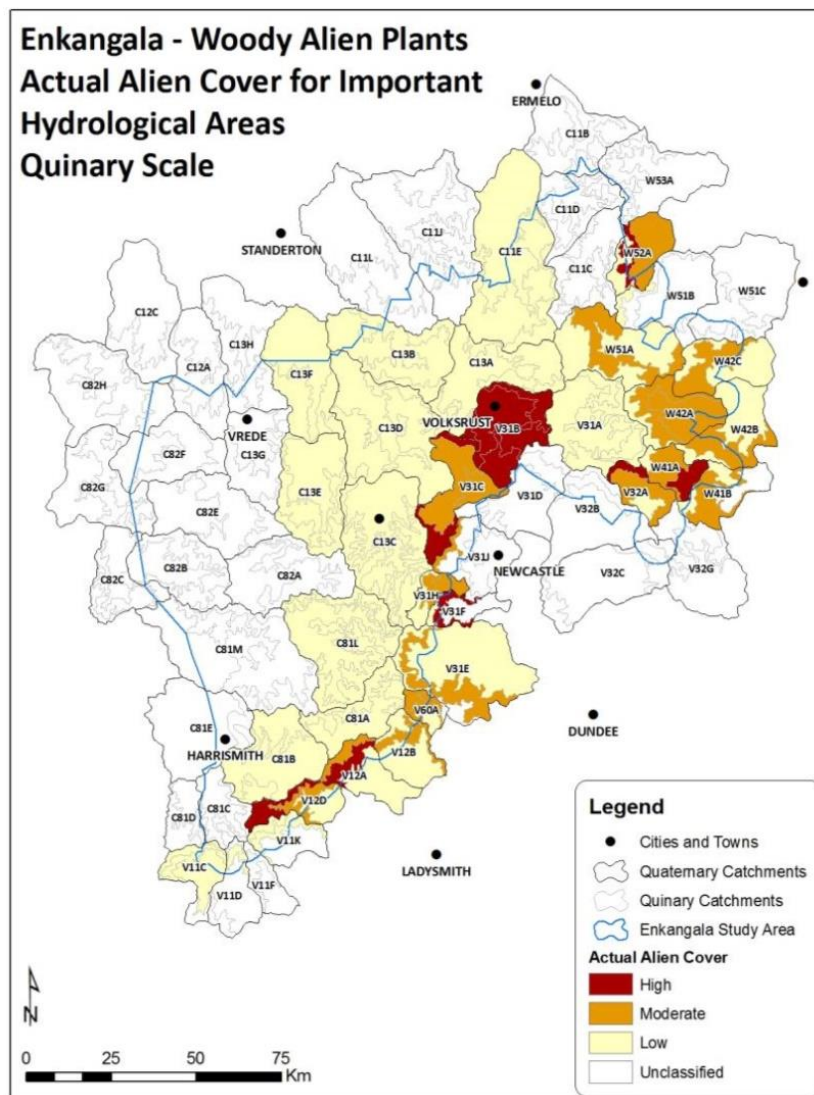 Enkangala - Woody Alien Plants
Actual Alien Cover for Important
Hydrological Areas
Quinary Scale
ERMELO
C11B
W53A
C11D
C11J
STANDERTON
C11L
C11E
W52A
C11C
W51B
W51C
C12C
C13H
C12A
C13B
W51A
W42C
C13F
C13A
C82H
VOLKSRUST
W42A
V31B
V31A
W42B
VREDE
C13D
C82F
C13G
W41A
C82G
V31C
V32A
W41B
C13E
V31D
C82E
V32B
C13C
V31J
NEWCASTLE
C82B
C82C
C82A
V32C
V32G
V31H
V31F
C81L
C81M
V31E
V60A
C81A
C81E
DUNDEE
HARRISMITH
C81B
V12B
V12A
V12D
C81C
C81D
V11K
LADYSMITH
V11C
V11F
V11D
Legend
Cities and Towns
Quaternary Catchments
Quinary Catchments
Enkangala Study Area
Actual Alien Cover
High
Moderate
Low
Unclassified
N
0 25 50 75
Km